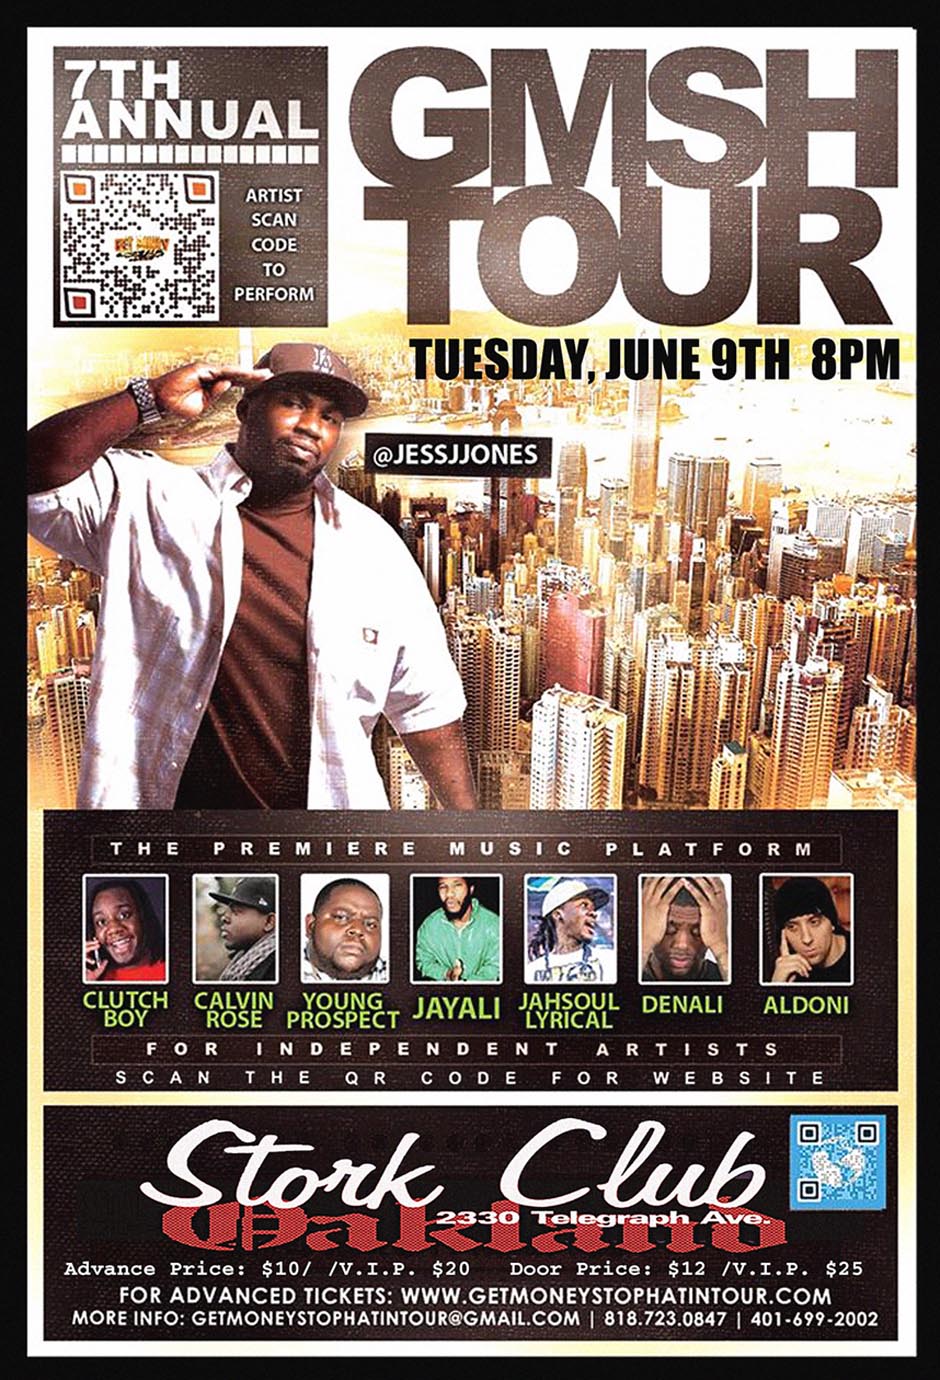 7TH
ANNUAL
ARTIST
SCAN
CODE
TO
PERFORM
GMSH
TOUR
TUESDAY, JUNE 9TH 8PM
LA
@JESSJJONES
THE PREMIERE MUSIC PLATFORM
CLUTCH
BOY
CALVIN
ROSE
YOUNG
PROSPECT
JAYALI
JAHSOUL
LYRICAL
DENALI
ALDONI
FOR INDEPENDENT ARTISTS
SCAN THE QR CODE FOR WEBSITE
Stork Club
Oakland
2330 Telegraph Ave.
Advance Price: $10/ /V.I.P. $20 Door Price: $12 /V.I.P. $25
FOR ADVANCED TICKETS: WWW.GETMONEYSTOPHATINTOUR.COM
MORE INFO: GETMONEYSTOPHATINTOUR@GMAIL.COM | 818.723.0847 | 401-699-2002